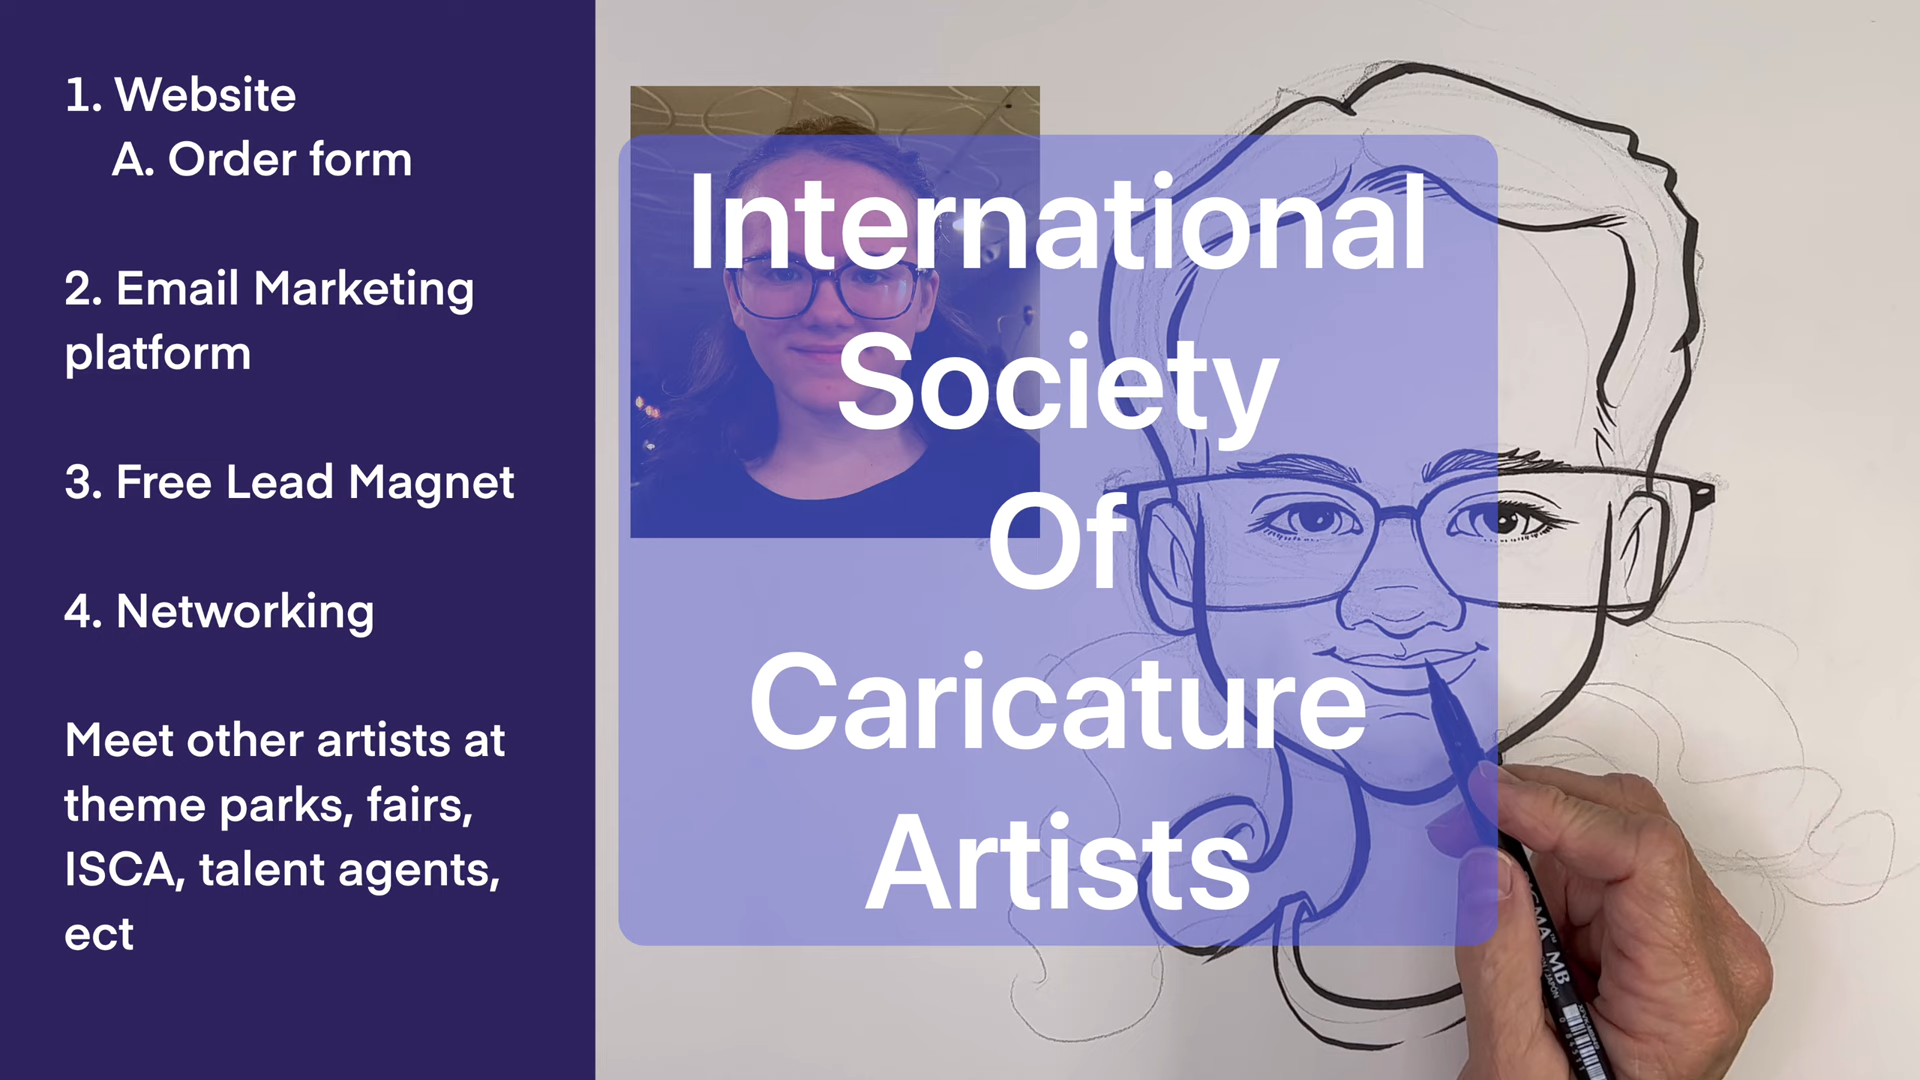 1. Website
A. Order form
2. Email Marketing
platform
3. Free Lead Magnet
4. Networking
Meet other artists at
theme parks, fairs,
ISCA, talent agents,
ect
International
Society
Of
Caricature
Artists
MB